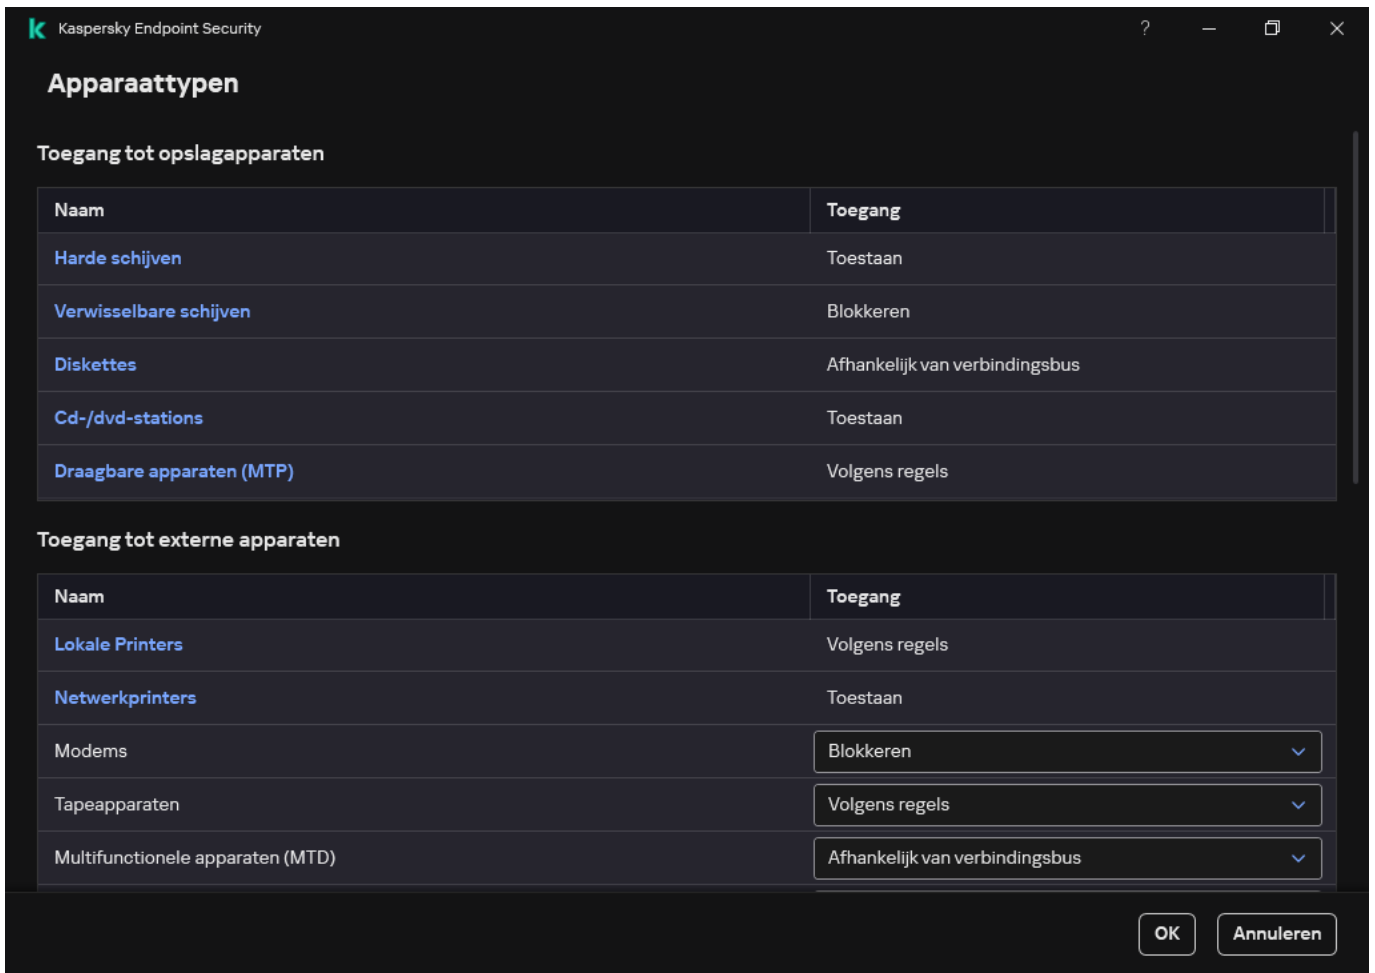 Kaspersky Endpoint Security
?
Apparaattypen
Toegang tot opslagapparaten
Naam Toegang
Harde schijven Toestaan
Verwisselbare schijven Blokkeren
Diskettes Afhankelijk van verbindingsbus
Cd-/dvd-stations Toestaan
Draagbare apparaten (MTP) Volgens regels
Toegang tot externe apparaten
Naam Toegang
Lokale Printers Volgens regels
Netwerkprinters Toestaan
Modems Blokkeren
Tapeapparaten Volgens regels
Multifunctionele apparaten (MTD) Afhankelijk van verbindingsbus
OK Annuleren